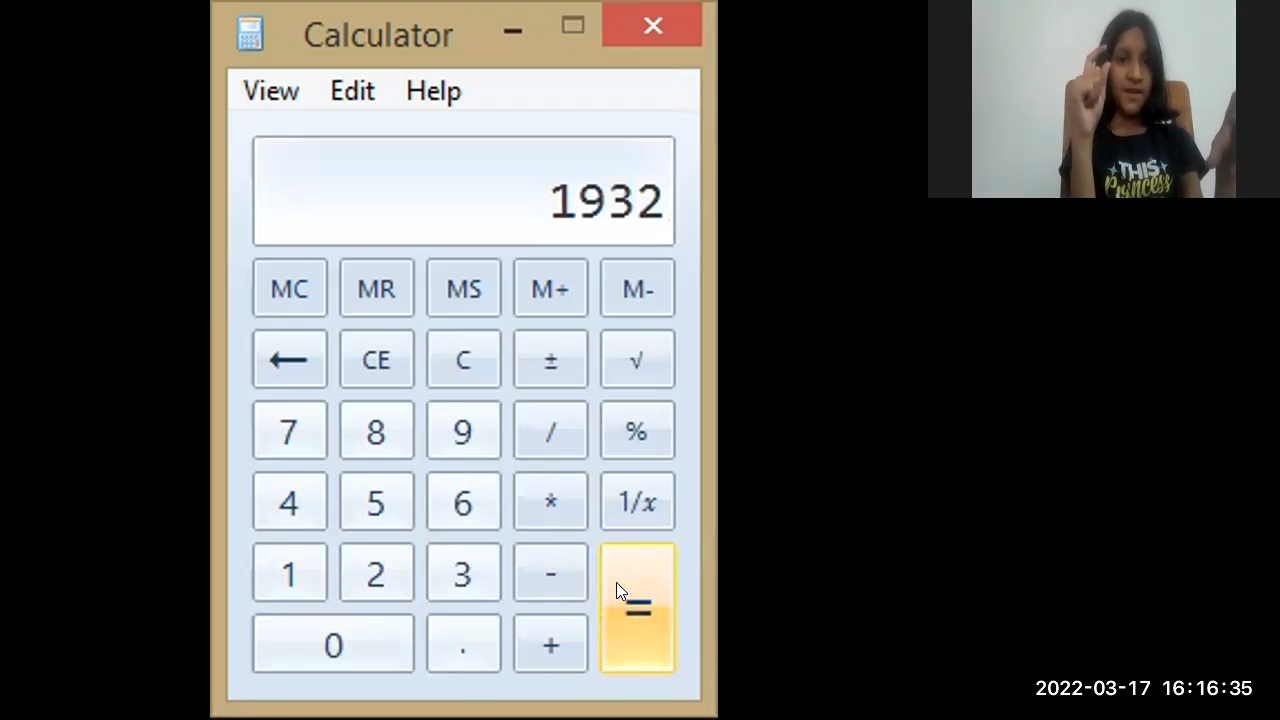 Calculator
View Edit Help
1932
MC MR MS M+ M-
← CE C ± √
7 8 9 / %
4 5 6 * 1/x
1 2 3 - =
0 . +
THIS
Princess
2022-03-17 16:16:35